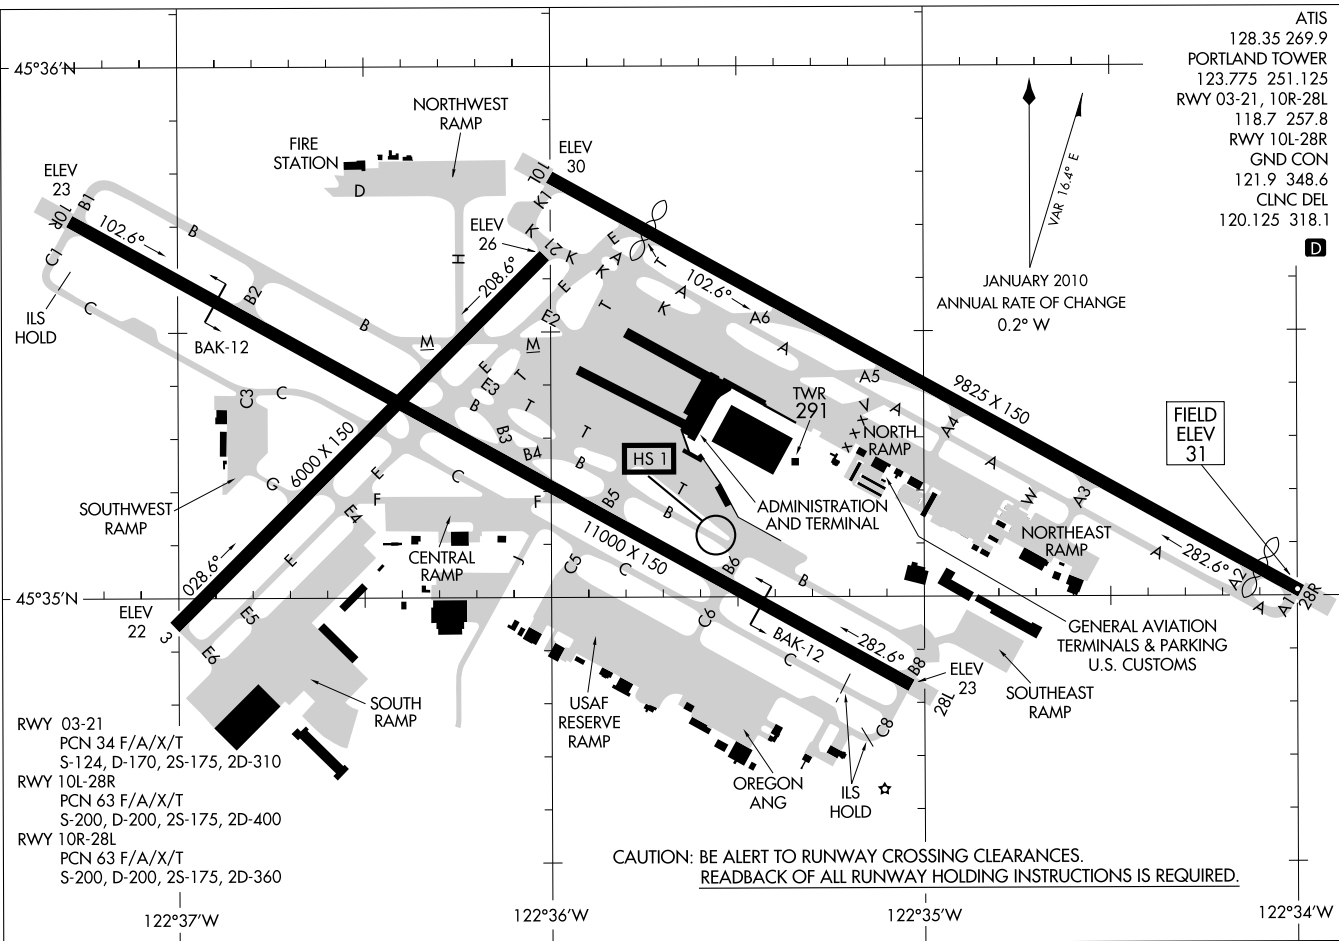 ATIS
128.35 269.9
PORTLAND TOWER
123.775 251.125
RWY 03-21, 10R-28L
118.7 257.8
RWY 10L-28R
GND CON
121.9 348.6
CLNC DEL
120.125 318.1
D
45°36'N
NORTHWEST
RAMP
FIRE
STATION
D
ELEV
30
10L
K1
ELEV
23
10R
B1
102.6°
B
ELEV
26
K
21
K
E
A
K
T
VAR 16.4° E
JANUARY 2010
ANNUAL RATE OF CHANGE
0.2° W
C1
ILS
HOLD
C
B2
BAK-12
B
H
208.6°
E
T
E2
M
M
102.6°
A
K
A6
A
A5
9825 X 150
E
E3
T
B
T
B3
B4
T
B
C3
C
6000 X 150
TWR
291
V
X X X
A
NORTH
RAMP
A4
A
FIELD
ELEV
31
HS 1
T
ADMINISTRATION
AND TERMINAL
W
A3
NORTHEAST
RAMP
A
282.6°
A2
A
A1
28R
SOUTHWEST
RAMP
G
E
F
E4
C
F
B5
B
11000 X 150
CENTRAL
RAMP
J
C5
C
B6
B
028.6°
E
45°35'N
ELEV
22
3
E5
E6
C6
BAK-12
C
282.6°
B8
ELEV
23
28L
C8
GENERAL AVIATION
TERMINALS & PARKING
U.S. CUSTOMS
SOUTHEAST
RAMP
SOUTH
RAMP
USAF
RESERVE
RAMP
OREGON
ANG
ILS
HOLD
RWY 03-21
PCN 34 F/A/X/T
S-124, D-170, 2S-175, 2D-310
RWY 10L-28R
PCN 63 F/A/X/T
S-200, D-200, 2S-175, 2D-400
RWY 10R-28L
PCN 63 F/A/X/T
S-200, D-200, 2S-175, 2D-360
CAUTION: BE ALERT TO RUNWAY CROSSING CLEARANCES.
READBACK OF ALL RUNWAY HOLDING INSTRUCTIONS IS REQUIRED.
122°37'W
122°36'W
122°35'W
122°34'W